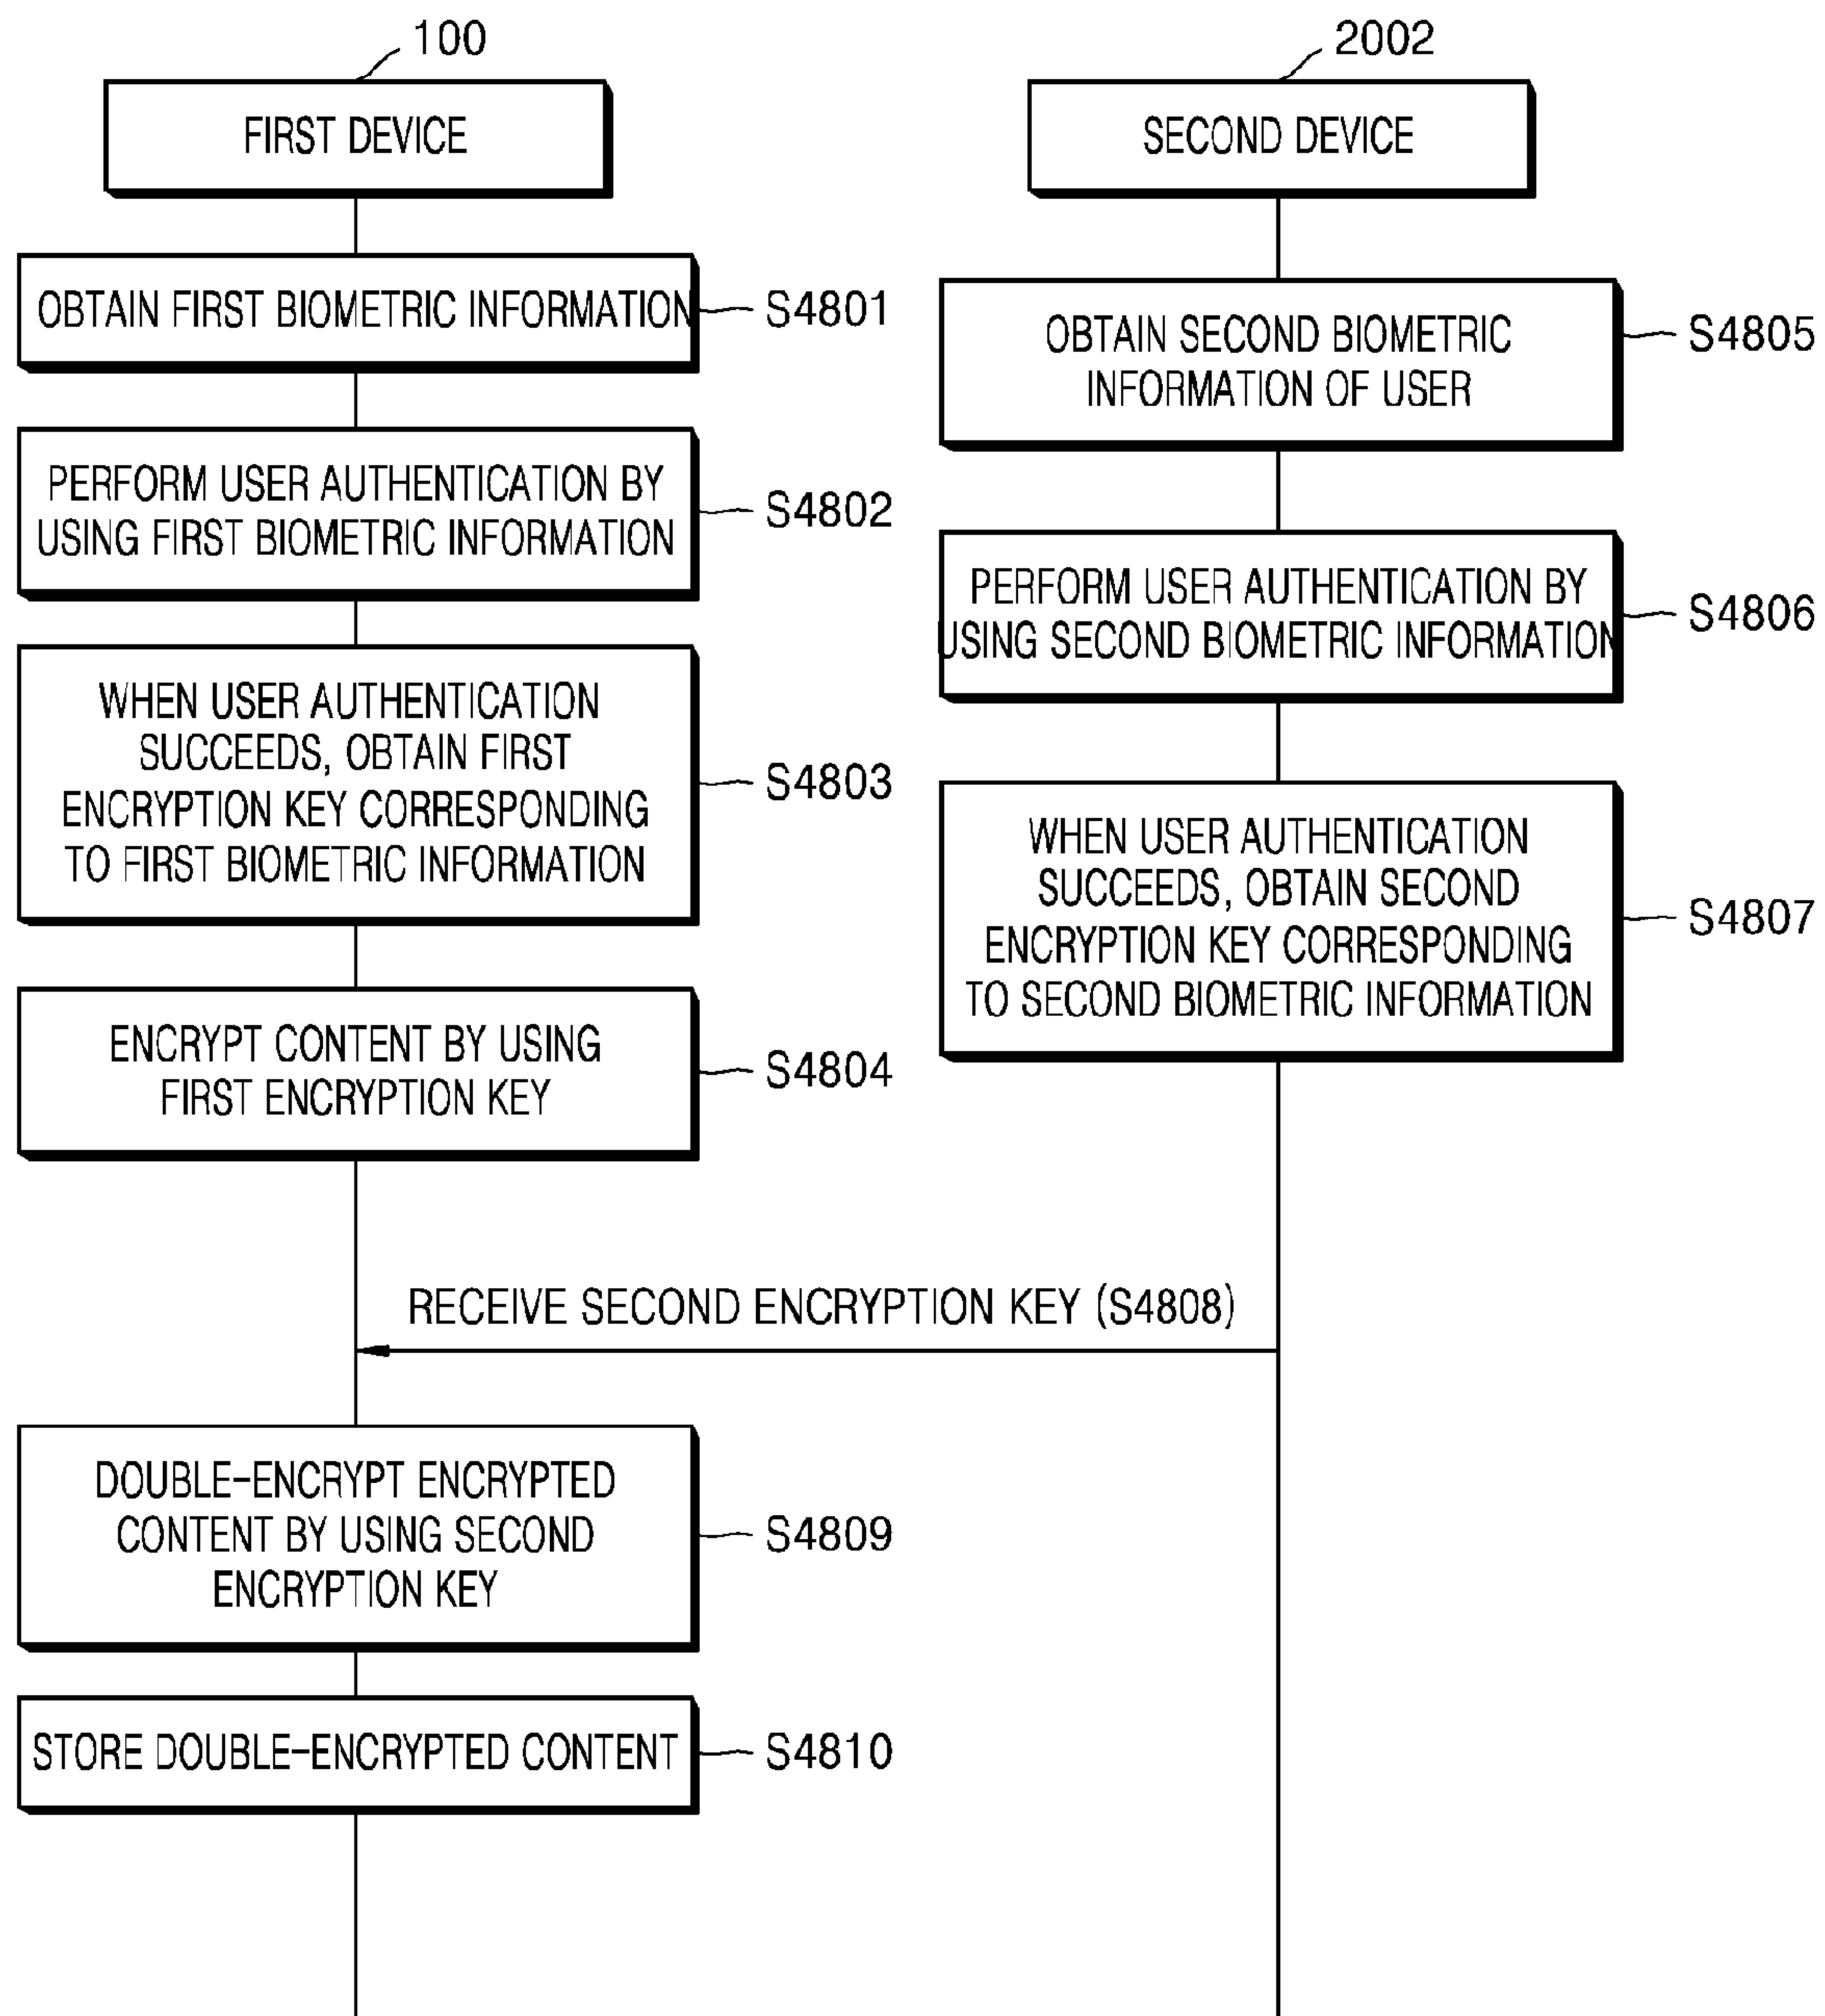 100
FIRST DEVICE
2002
SECOND DEVICE
OBTAIN FIRST BIOMETRIC INFORMATION
S4801
PERFORM USER AUTHENTICATION BY
USING FIRST BIOMETRIC INFORMATION
S4802
WHEN USER AUTHENTICATION
SUCCEEDS, OBTAIN FIRST
ENCRYPTION KEY CORRESPONDING
TO FIRST BIOMETRIC INFORMATION
S4803
ENCRYPT CONTENT BY USING
FIRST ENCRYPTION KEY
S4804
OBTAIN SECOND BIOMETRIC
INFORMATION OF USER
S4805
PERFORM USER AUTHENTICATION BY
USING SECOND BIOMETRIC INFORMATION
S4806
WHEN USER AUTHENTICATION
SUCCEEDS, OBTAIN SECOND
ENCRYPTION KEY CORRESPONDING
TO SECOND BIOMETRIC INFORMATION
S4807
RECEIVE SECOND ENCRYPTION KEY (S4808)
DOUBLE-ENCRYPT ENCRYPTED
CONTENT BY USING SECOND
ENCRYPTION KEY
S4809
STORE DOUBLE-ENCRYPTED CONTENT
S4810